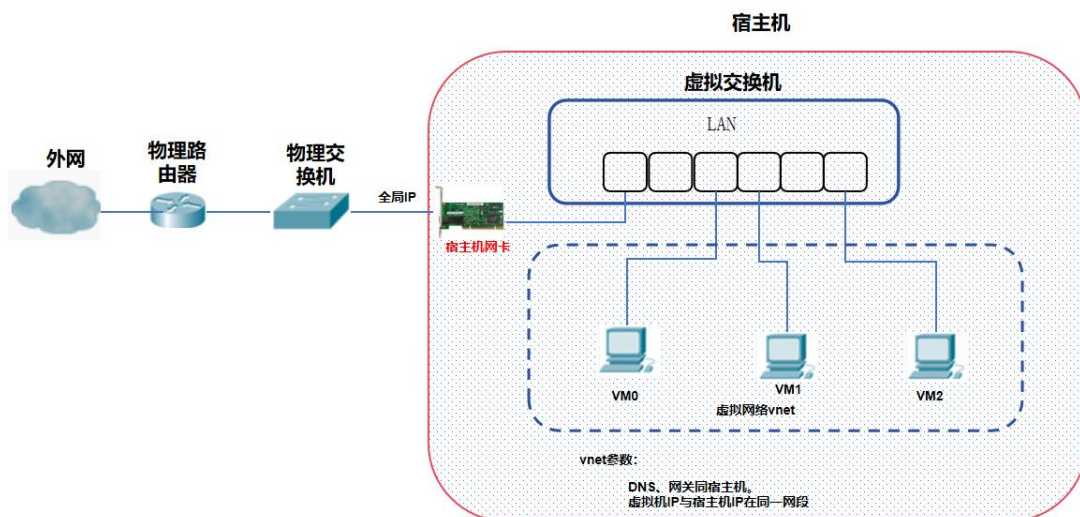 宿主机
虚拟交换机
LAN
外网
物理路
由器
物理交
换机
全局IP
宿主机网卡
VM0
VM1
VM2
虚拟网络vnet
vnet参数：
DNS、网关同宿主机。
虚拟机IP与宿主机IP在同一网段